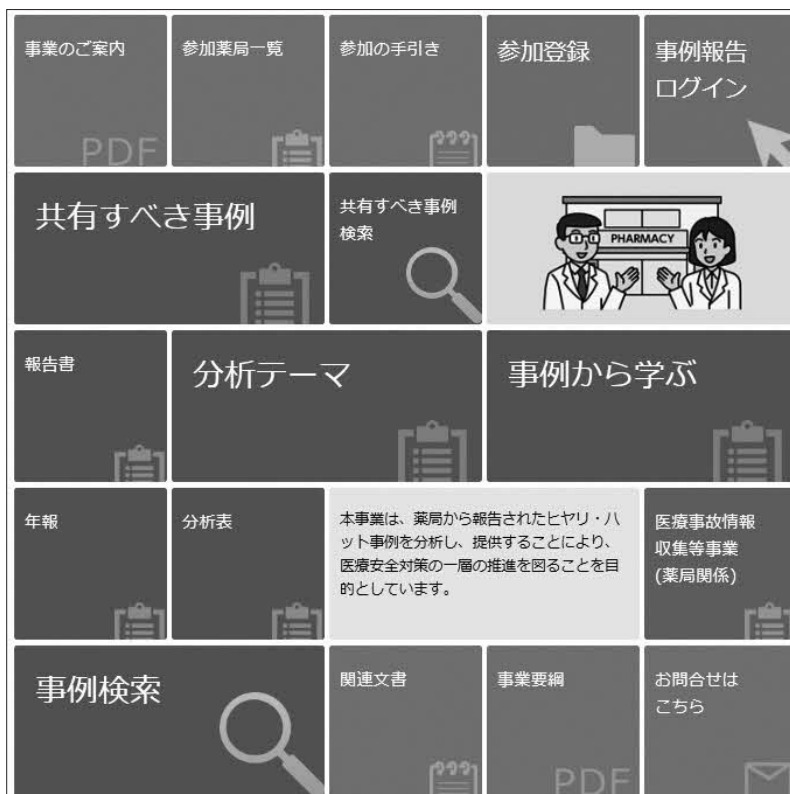 事業のご案内
PDF
参加薬局一覧
参加の手引き
参加登録
事例報告
ログイン
共有すべき事例
共有すべき事例
検索
PHARMACY
報告書
分析テーマ
事例から学ぶ
年報
分析表
本事業は、薬局から報告されたヒヤリ・ハ
ット事例を分析し、提供することにより、
医療安全対策の一層の推進を図ることを目
的としています。
医療事故情報
収集等事業
(薬局関係)
事例検索
関連文書
事業要綱
PDF
お問合せは
こちら